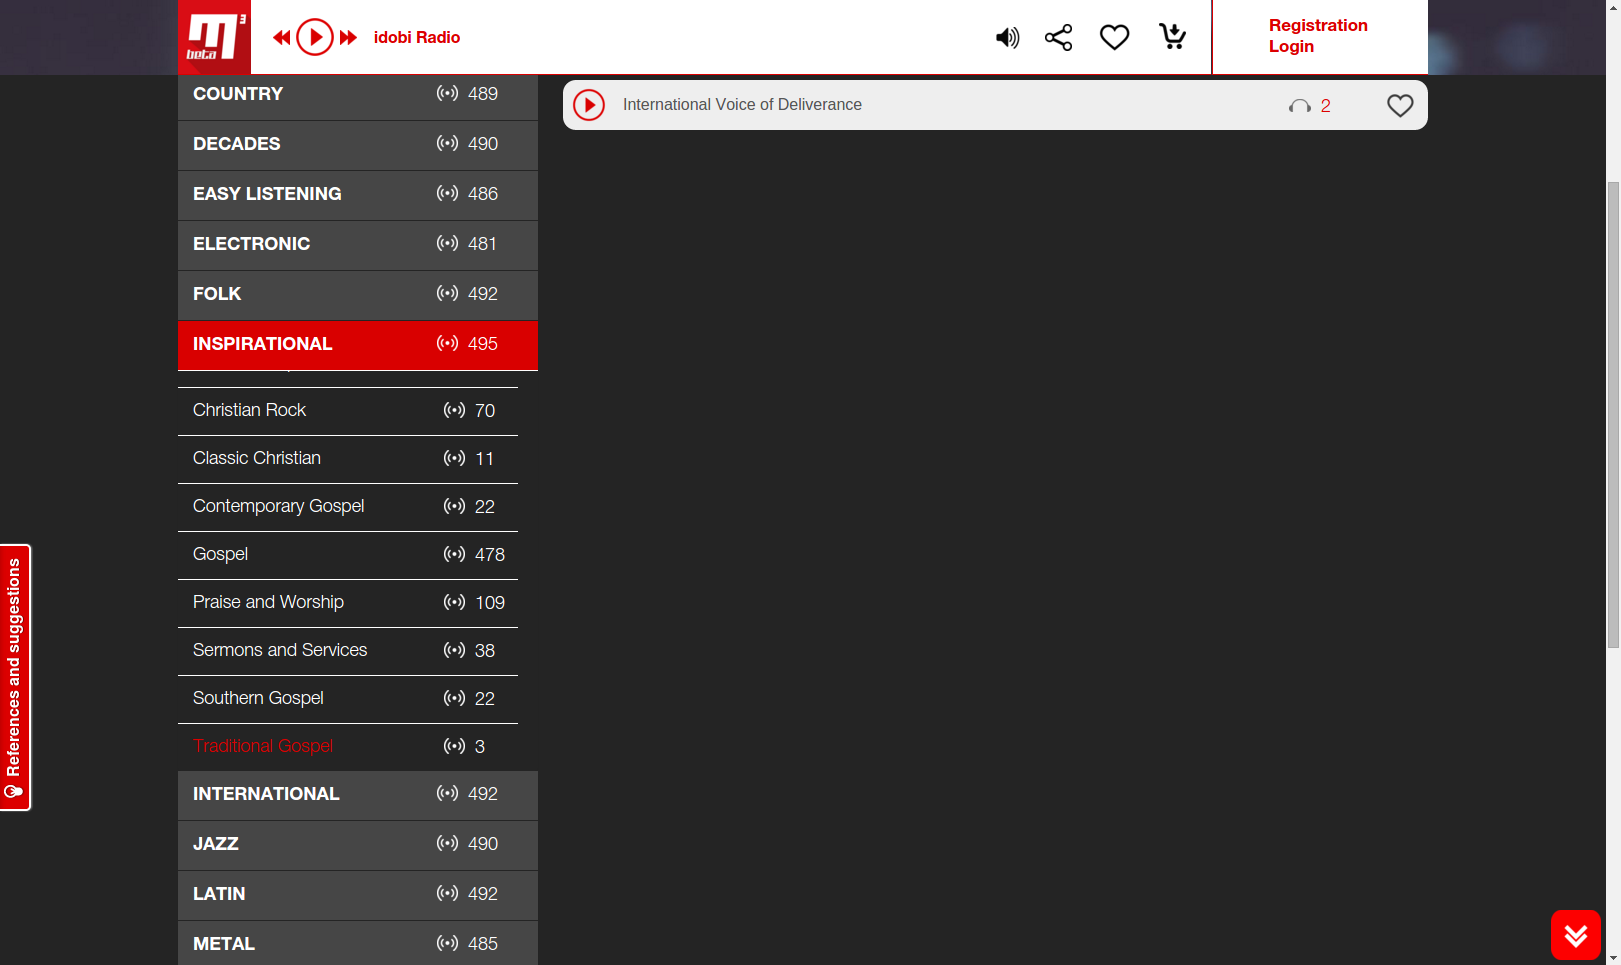 M3
beta
idobi Radio
Registration
Login
COUNTRY 489
DECADES 490
EASY LISTENING 486
ELECTRONIC 481
FOLK 492
INSPIRATIONAL 495
Christian Rock 70
Classic Christian 11
Contemporary Gospel 22
Gospel 478
Praise and Worship 109
Sermons and Services 38
Southern Gospel 22
Traditional Gospel 3
INTERNATIONAL 492
JAZZ 490
LATIN 492
METAL 485
International Voice of Deliverance 2
References and suggestions